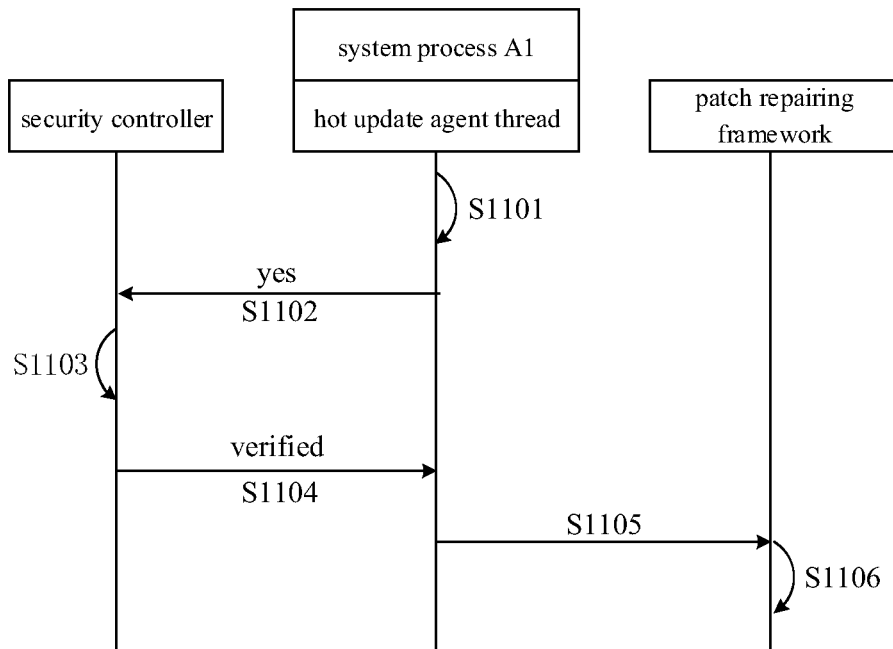 system process A1
security controller
hot update agent thread
patch repairing
framework
S1101
yes
S1102
S1103
verified
S1104
S1105
S1106